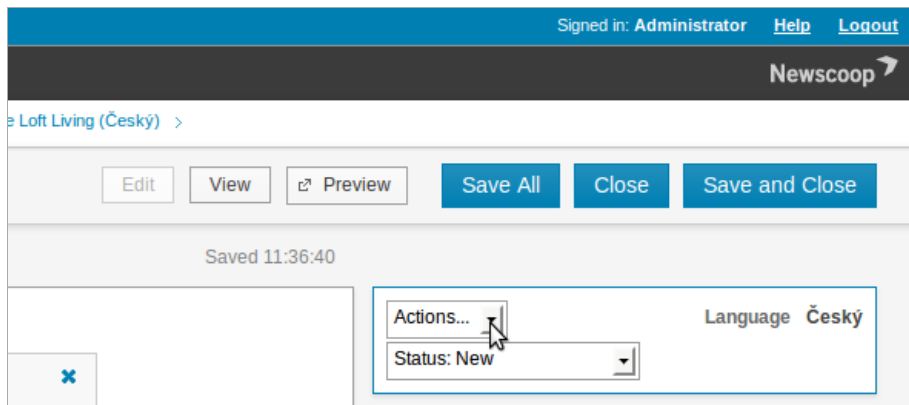 Signed in: Administrator Help Logout
Newscoop
e Loft Living (Český) >
Edit View Preview Save All Close Save and Close
Saved 11:36:40
Actions... Language Český
Status: New